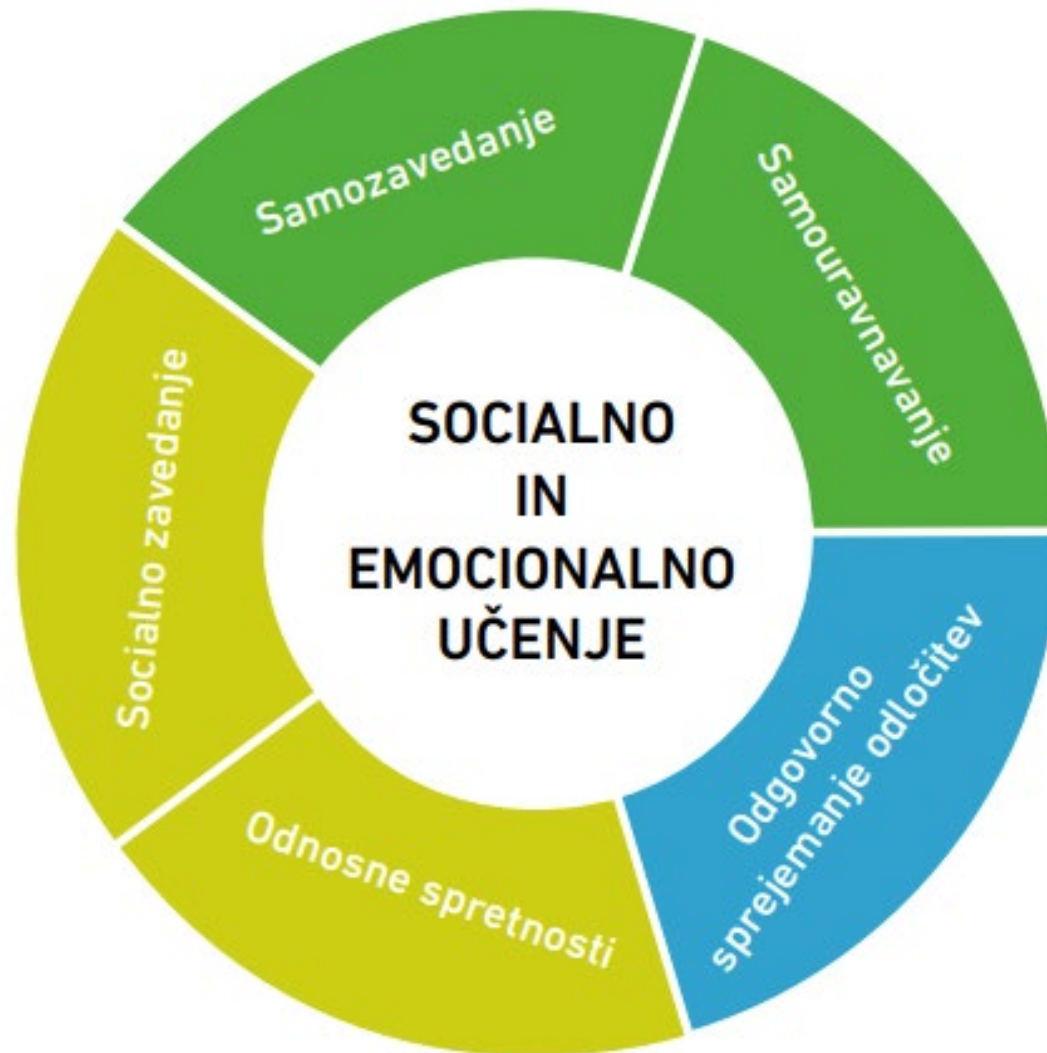 Samozavedanje
Samouravnavanje
Socialno zavedanje
SOCIALNO
IN
EMOCIONALNO
UČENJE
Odgovorno
sprejemanje odločitev
Odnosne spretnosti